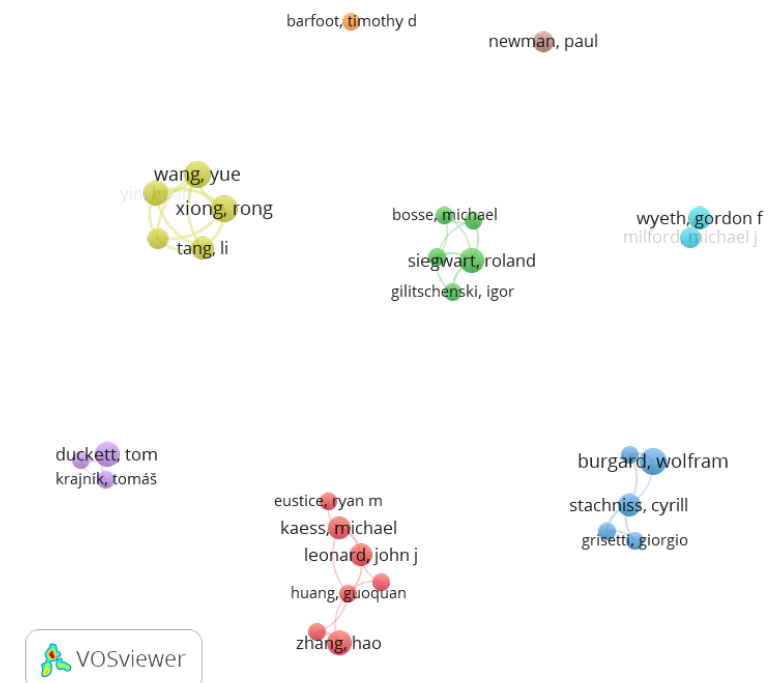 barfoot, timothy d
newman, paul
wang, yue
yin, huan
xiong, rong
tang, li
bosse, michael
siegwart, roland
gilitschenski, igor
wyeth, gordon f
milford, michael j
duckett, tom
krajník, tomáš
burgard, wolfram
stachniss, cyrill
grisetti, giorgio
eustice, ryan m
kaess, michael
leonard, john j
huang, guoquan
zhang, hao
VOSviewer